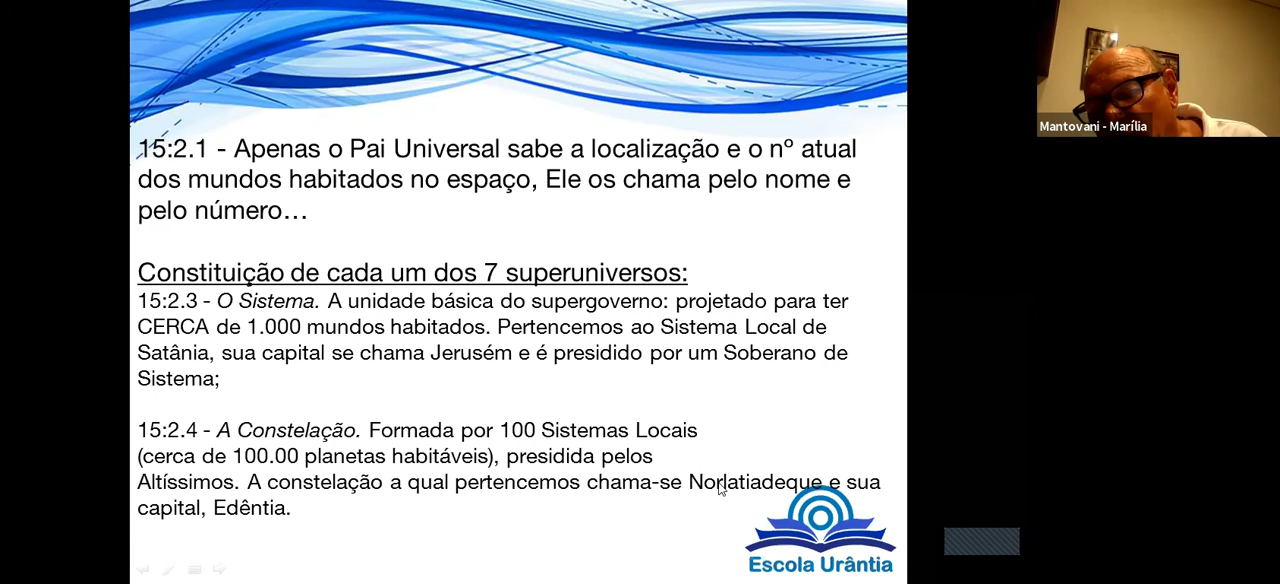 15:2.1 - Apenas o Pai Universal sabe a localização e o nº atual
dos mundos habitados no espaço, Ele os chama pelo nome e
pelo número…
Constituição de cada um dos 7 superuniversos:
15:2.3 - O Sistema. A unidade básica do supergoverno: projetado para ter
CERCA de 1.000 mundos habitados. Pertencemos ao Sistema Local de
Satânia, sua capital se chama Jerusém e é presidido por um Soberano de
Sistema;
15:2.4 - A Constelação. Formada por 100 Sistemas Locais
(cerca de 100.00 planetas habitáveis), presidida pelos
Altíssimos. A constelação a qual pertencemos chama-se Norlatiadeque e sua
capital, Edêntia.
Escola Urântia
Mantovani - Marília